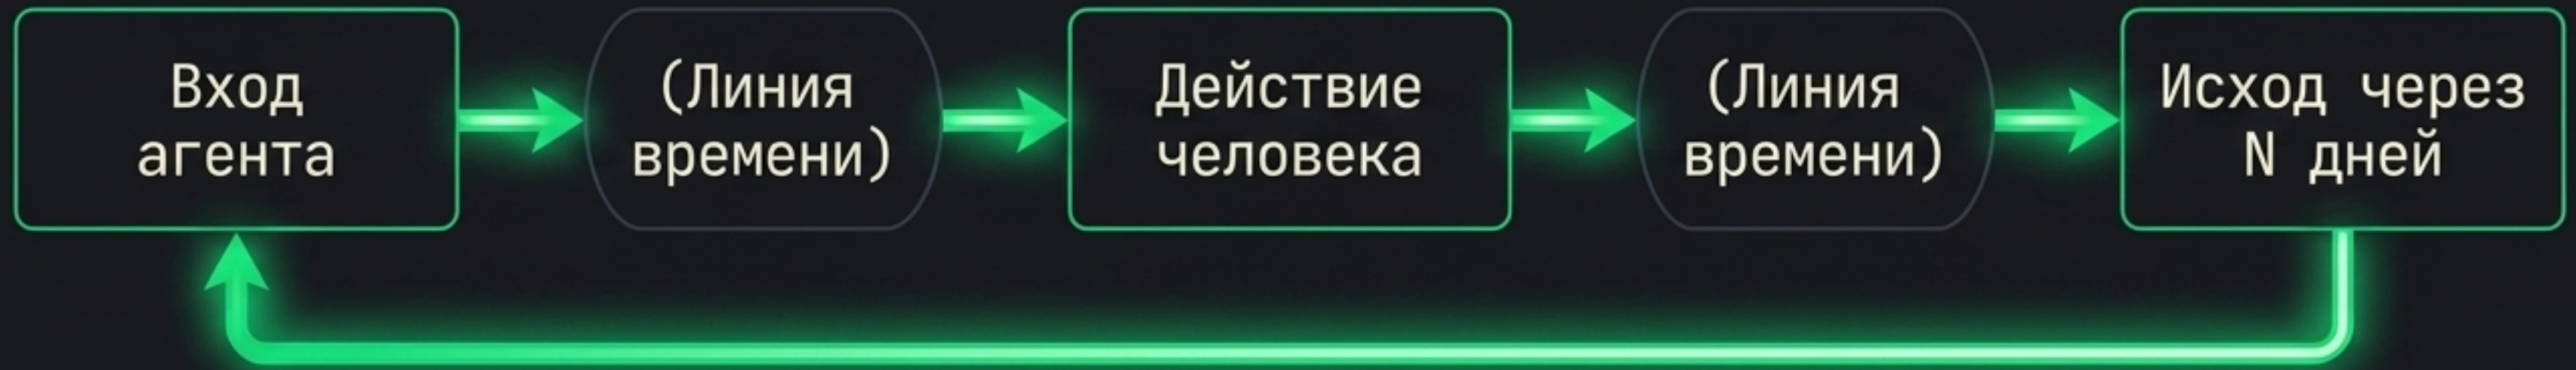 Вход
агента
(Линия
времени)
Действие
человека
(Линия
времени)
Исход через
N дней